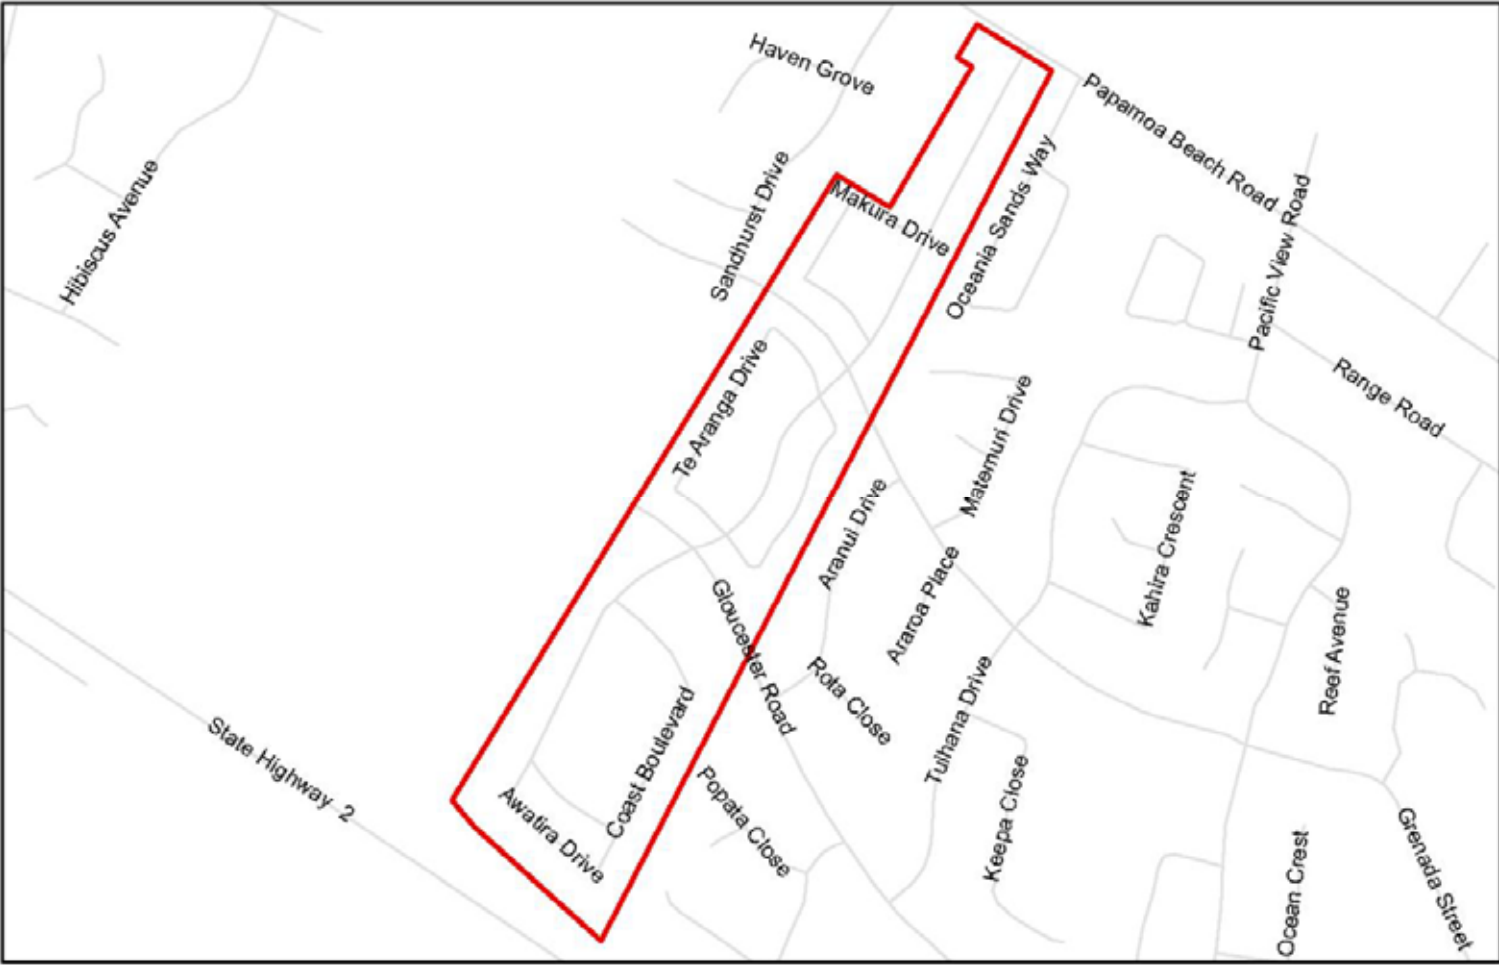 Haven Grove
Papamoa Beach Road
Hibiscus Avenue
Sandhurst Drive
Makura Drive
Oceania Sands Way
Pacific View Road
Te Aranga Drive
Range Road
Matemuri Drive
Aranui Drive
Kahira Crescent
Araroa Place
Gloucester Road
Reef Avenue
Rota Close
Tulhana Drive
State Highway 2
Coast Boulevard
Popata Close
Keepa Close
Awatira Drive
Ocean Crest
Grenada Street